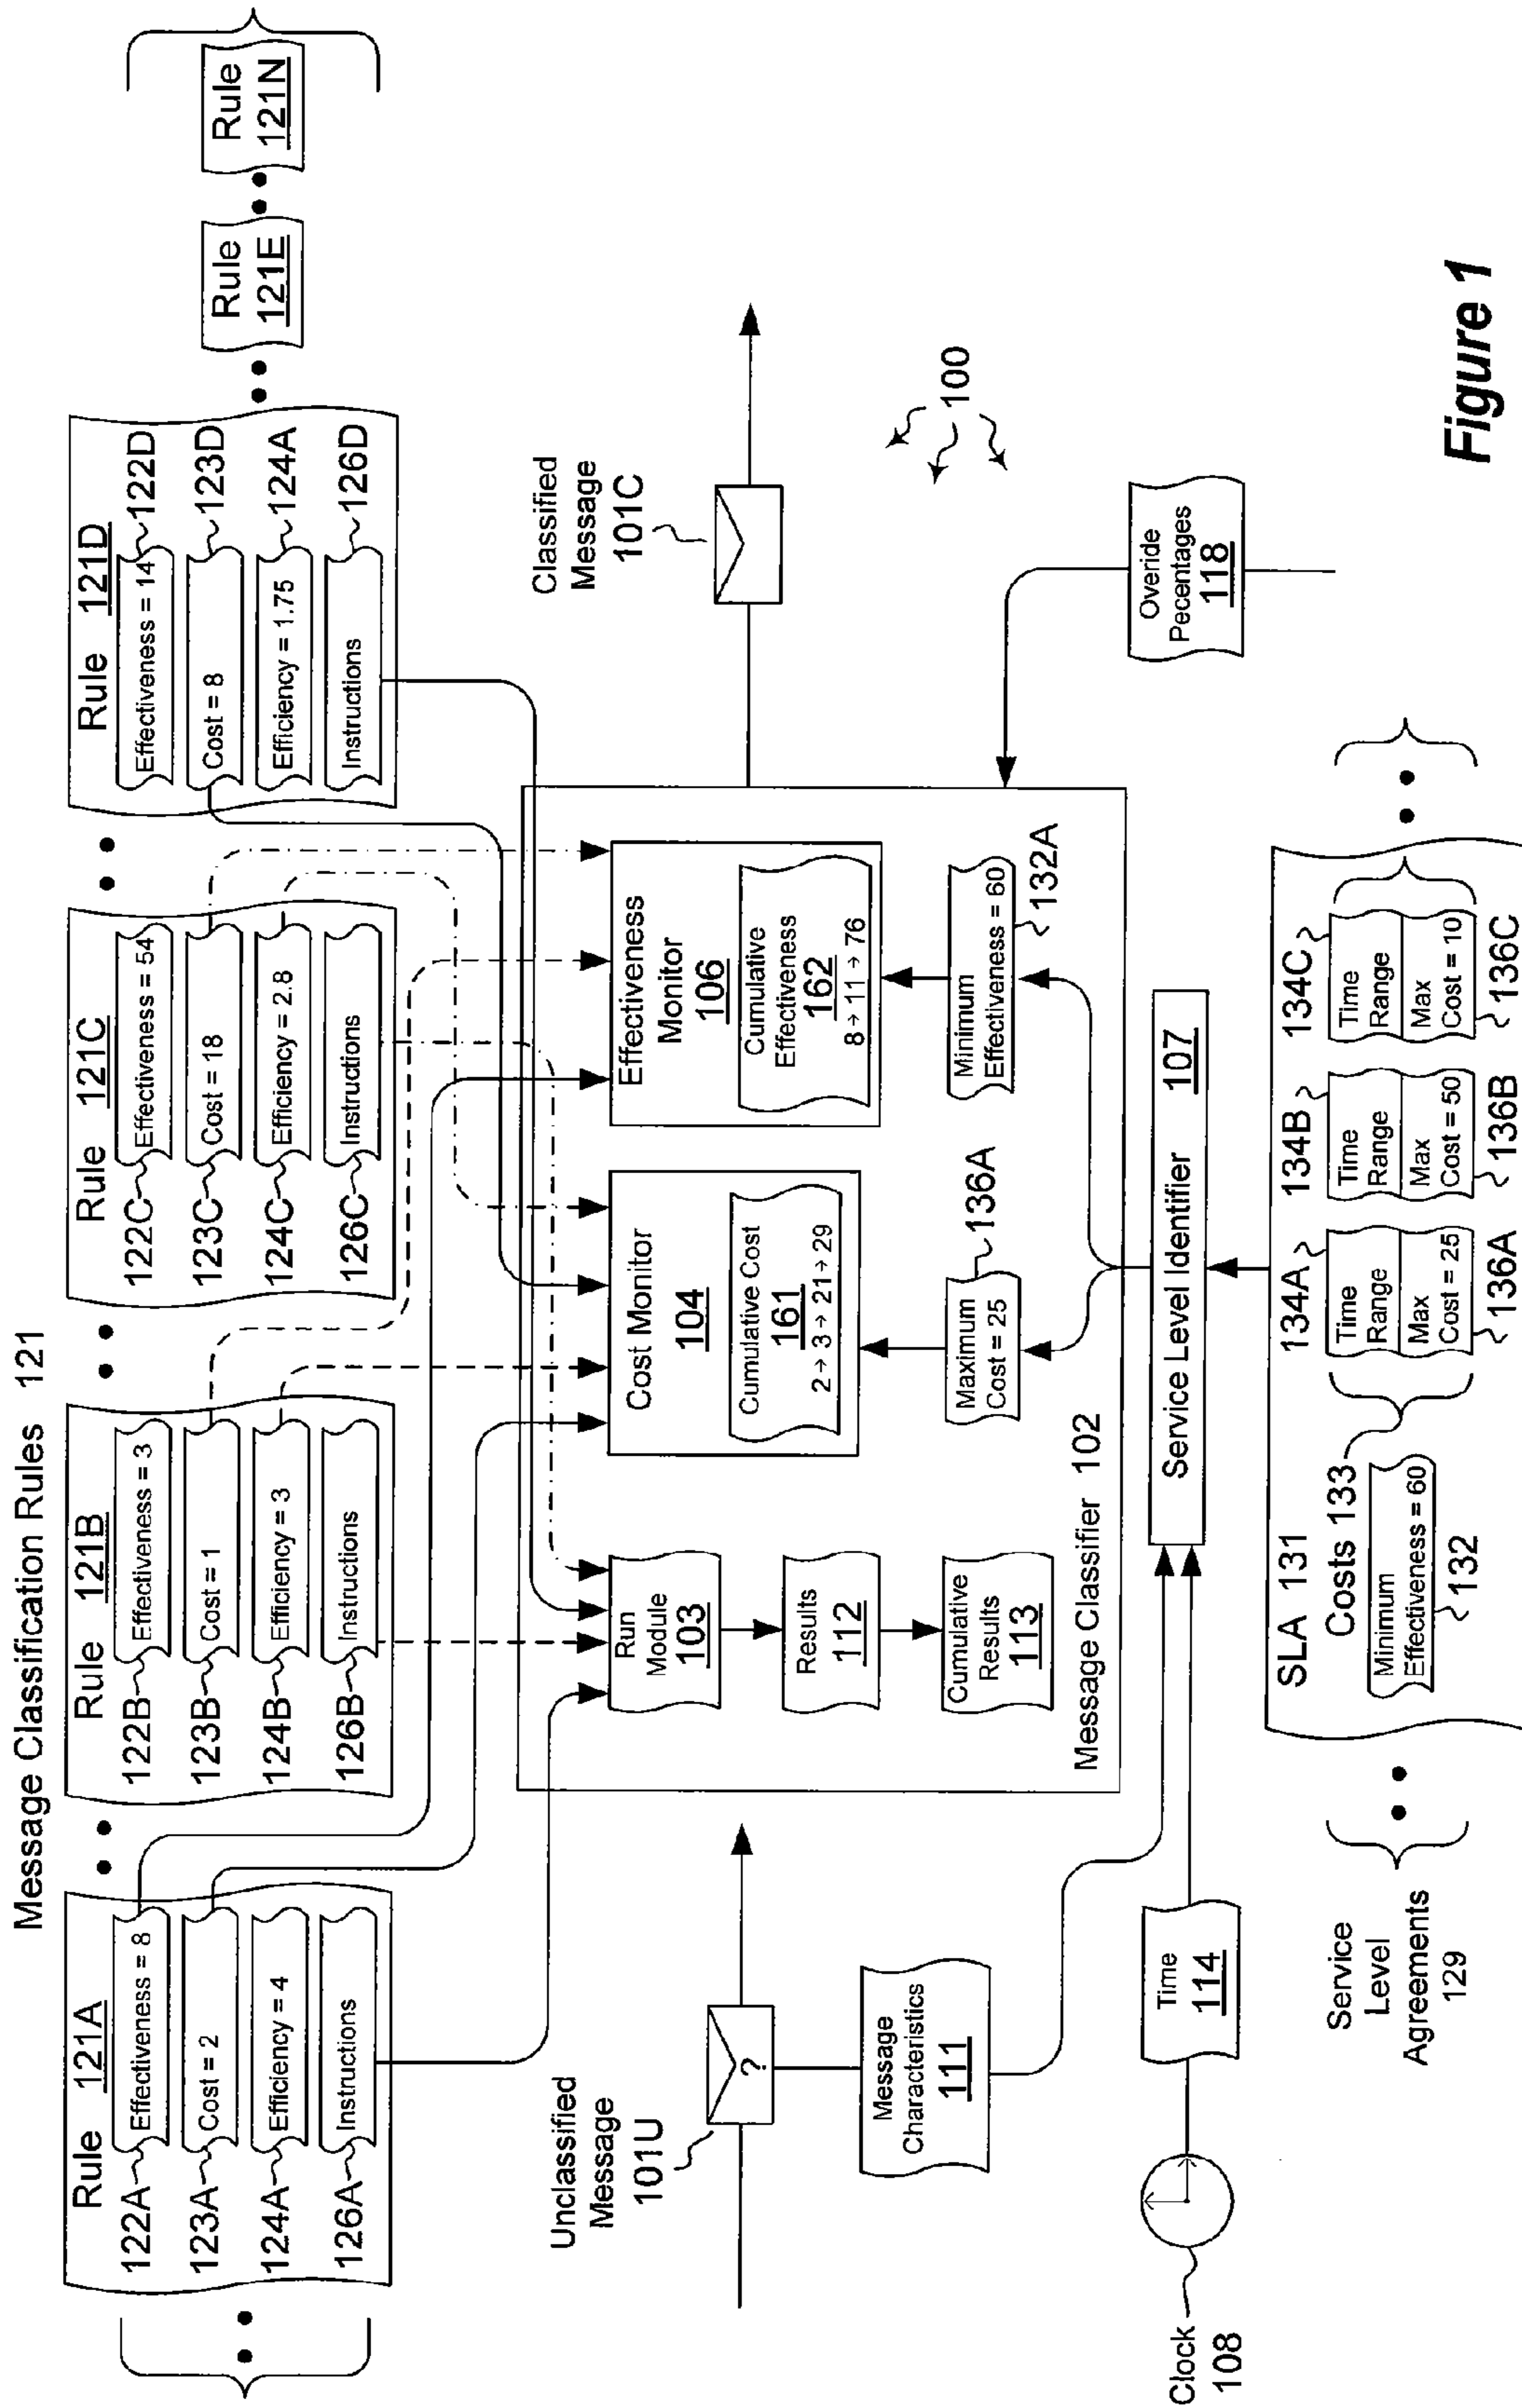 Message Classification Rules 121
Rule 121A
122A
Effectiveness = 8
123A
Cost = 2
124A
Efficiency = 4
126A
Instructions
Rule 121B
122B
Effectiveness = 3
123B
Cost = 1
124B
Efficiency = 3
126B
Instructions
Rule 121C
122C
Effectiveness = 54
123C
Cost = 18
124C
Efficiency = 2.8
126C
Instructions
Rule 121D
Effectiveness = 14
122D
Cost = 8
123D
Efficiency = 1.75
124A
Instructions
126D
Rule
121E
Rule
121N
Unclassified
Message
101U
?
Message
Characteristics
111
Run
Module
103
Results
112
Cumulative
Results
113
Cost Monitor
104
Cumulative Cost
161
2 → 3 → 21 → 29
Maximum
Cost = 25
136A
Effectiveness
Monitor
106
Cumulative
Effectiveness
162
8 → 11 → 76
Minimum
Effectiveness = 60
132A
Message Classifier 102
Classified
Message
101C
100
Overide
Pecentages
118
Clock
108
Time
114
Service Level Identifier 107
Service
Level
Agreements
129
SLA 131
Costs 133
Minimum
Effectiveness = 60
132
134A
Time
Range
Max
Cost = 25
136A
134B
Time
Range
Max
Cost = 50
136B
134C
Time
Range
Max
Cost = 10
136C
Figure 1